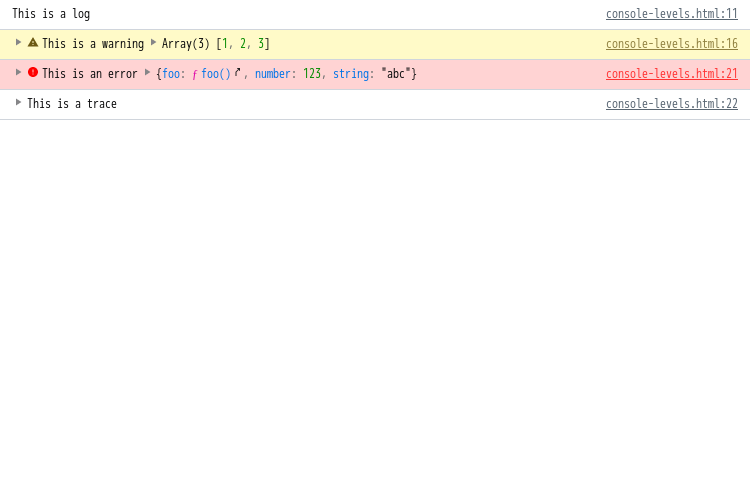 This is a log console-levels.html:11
This is a warning Array(3) [1, 2, 3] console-levels.html:16
This is an error {foo: ƒ foo(), number: 123, string: "abc"} console-levels.html:21
This is a trace console-levels.html:22